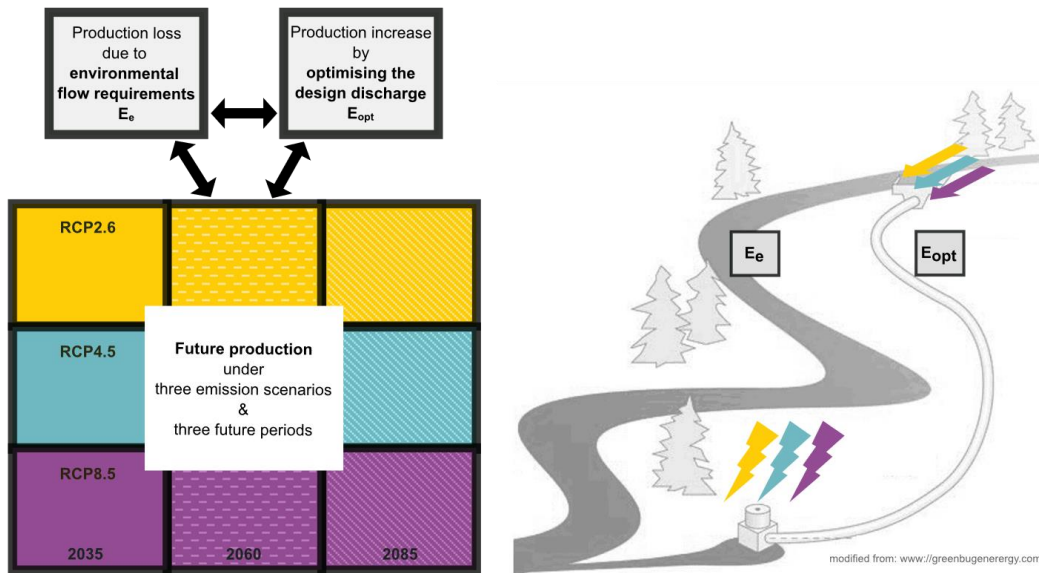 Production loss
due to
environmental
flow requirements
Ee
Production increase
by
optimising the
design discharge
Eopt
RCP2.6
RCP4.5
RCP8.5
Future production
under
three emission scenarios
&
three future periods
2035
2060
2085
Ee
Eopt
modified from: www://greenbugenergy.com